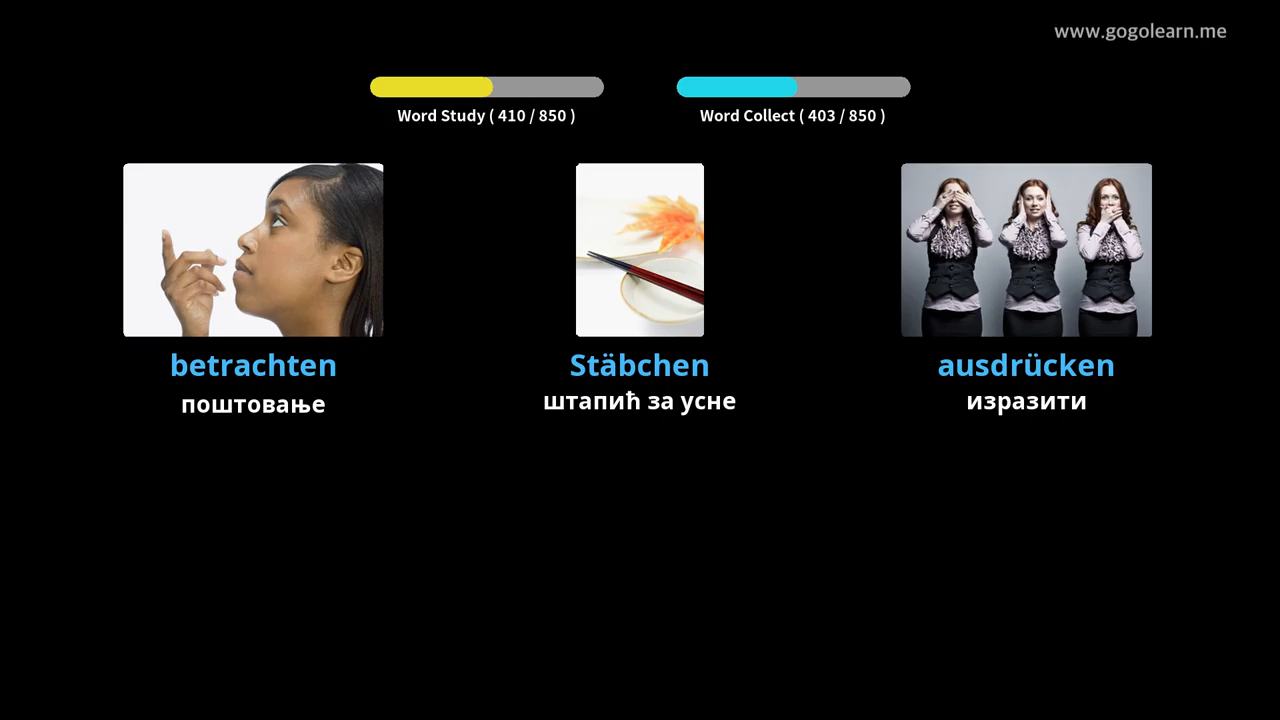 www.gogolearn.me
Word Study ( 410 / 850 )
Word Collect ( 403 / 850 )
betrachten
поштовање
Stäbchen
штапић за усне
ausdrücken
изразити